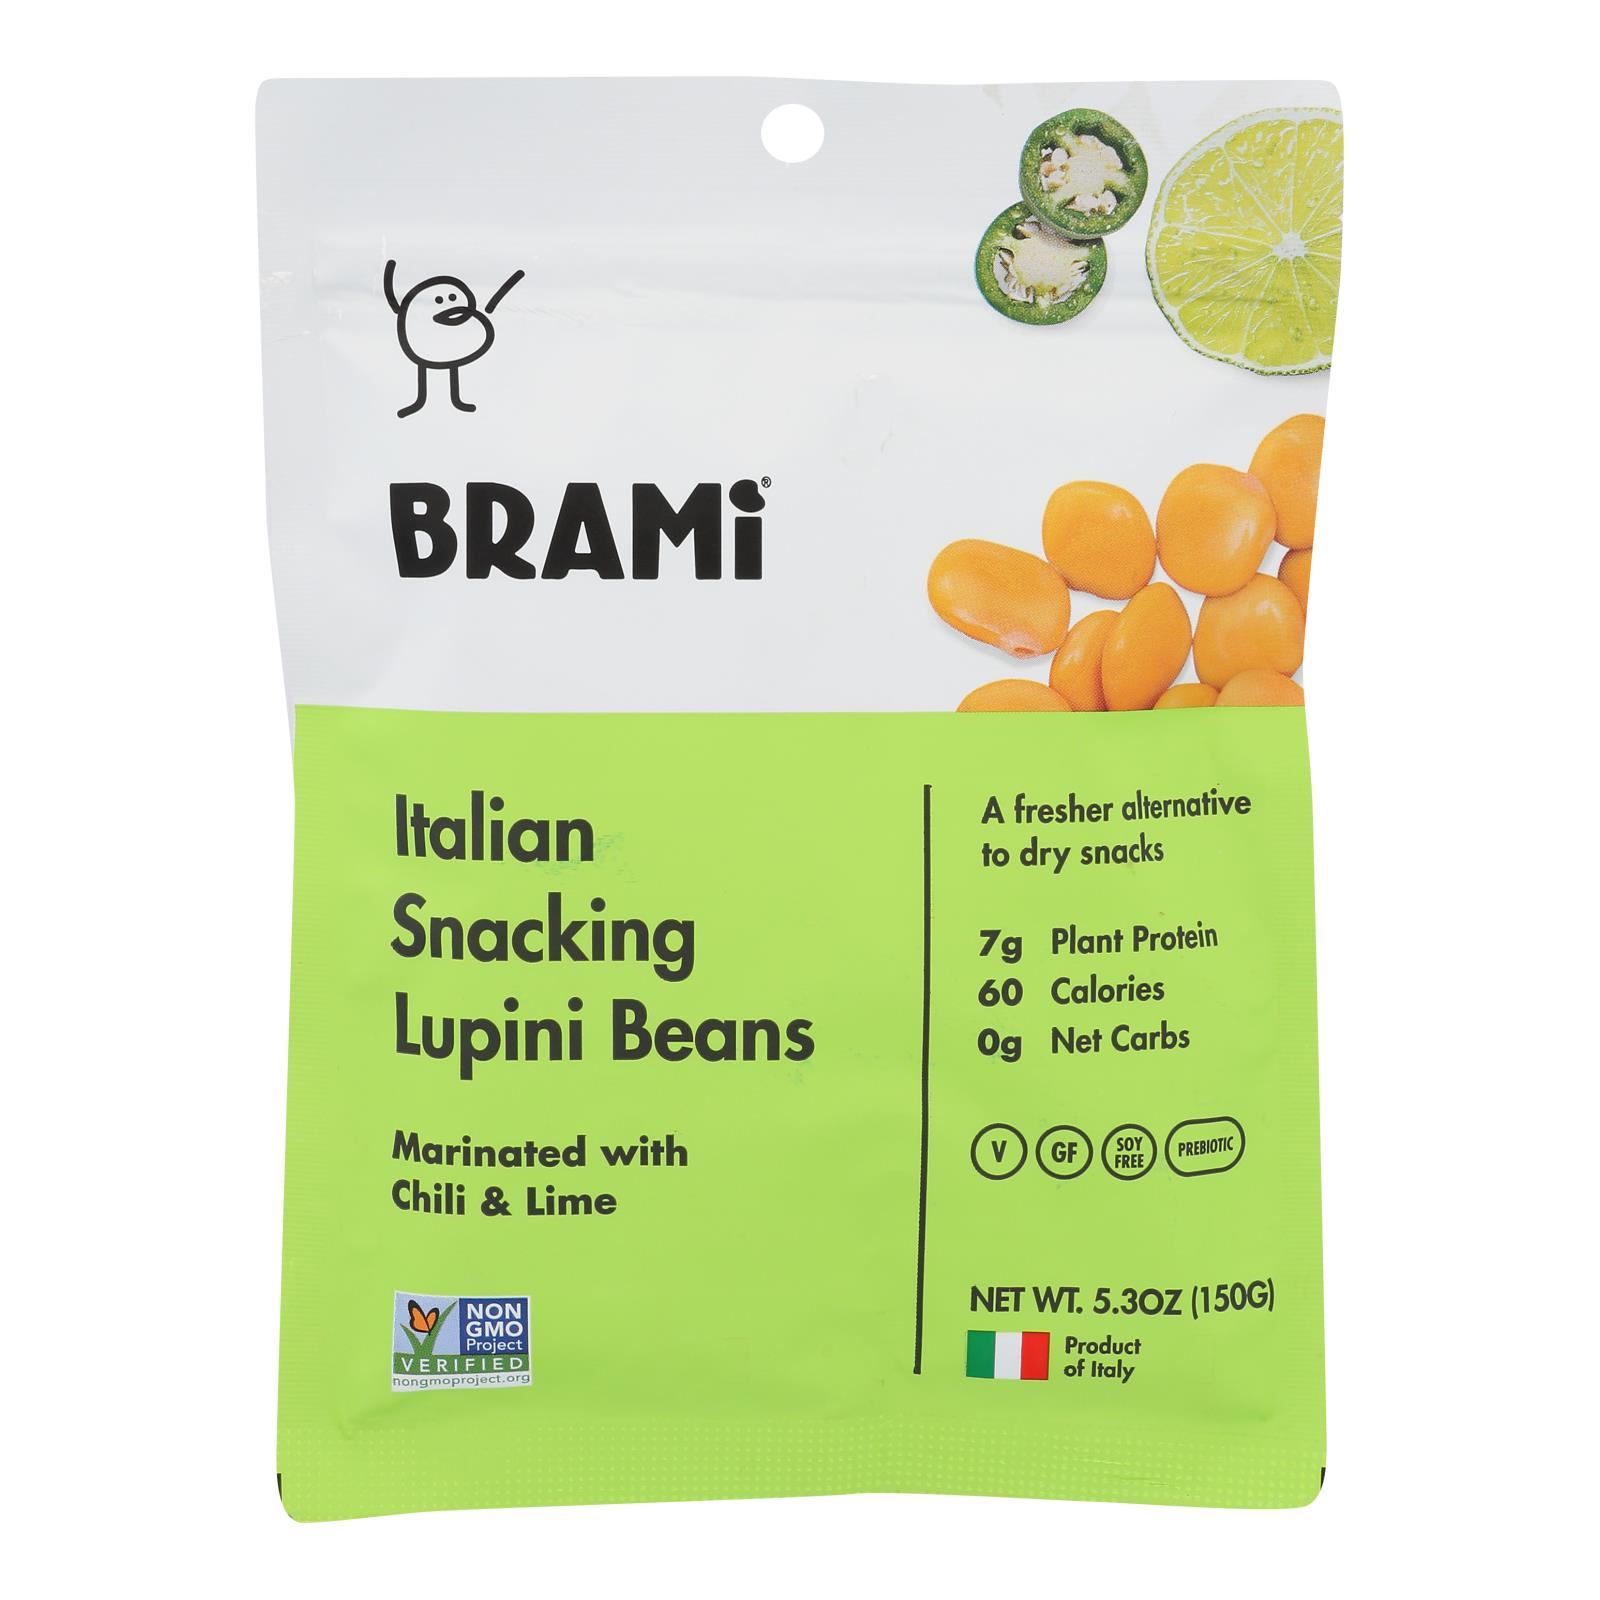 BRAMi®
Italian
Snacking
Lupini Beans
Marinated with
Chili & Lime
NON
GMO
Project
VERIFIED
nongmoproject.org
A fresher alternative
to dry snacks
7g Plant Protein
60 Calories
0g Net Carbs
V GF SOY FREE PREBIOTIC
NET WT. 5.3OZ (150G)
Product
of Italy